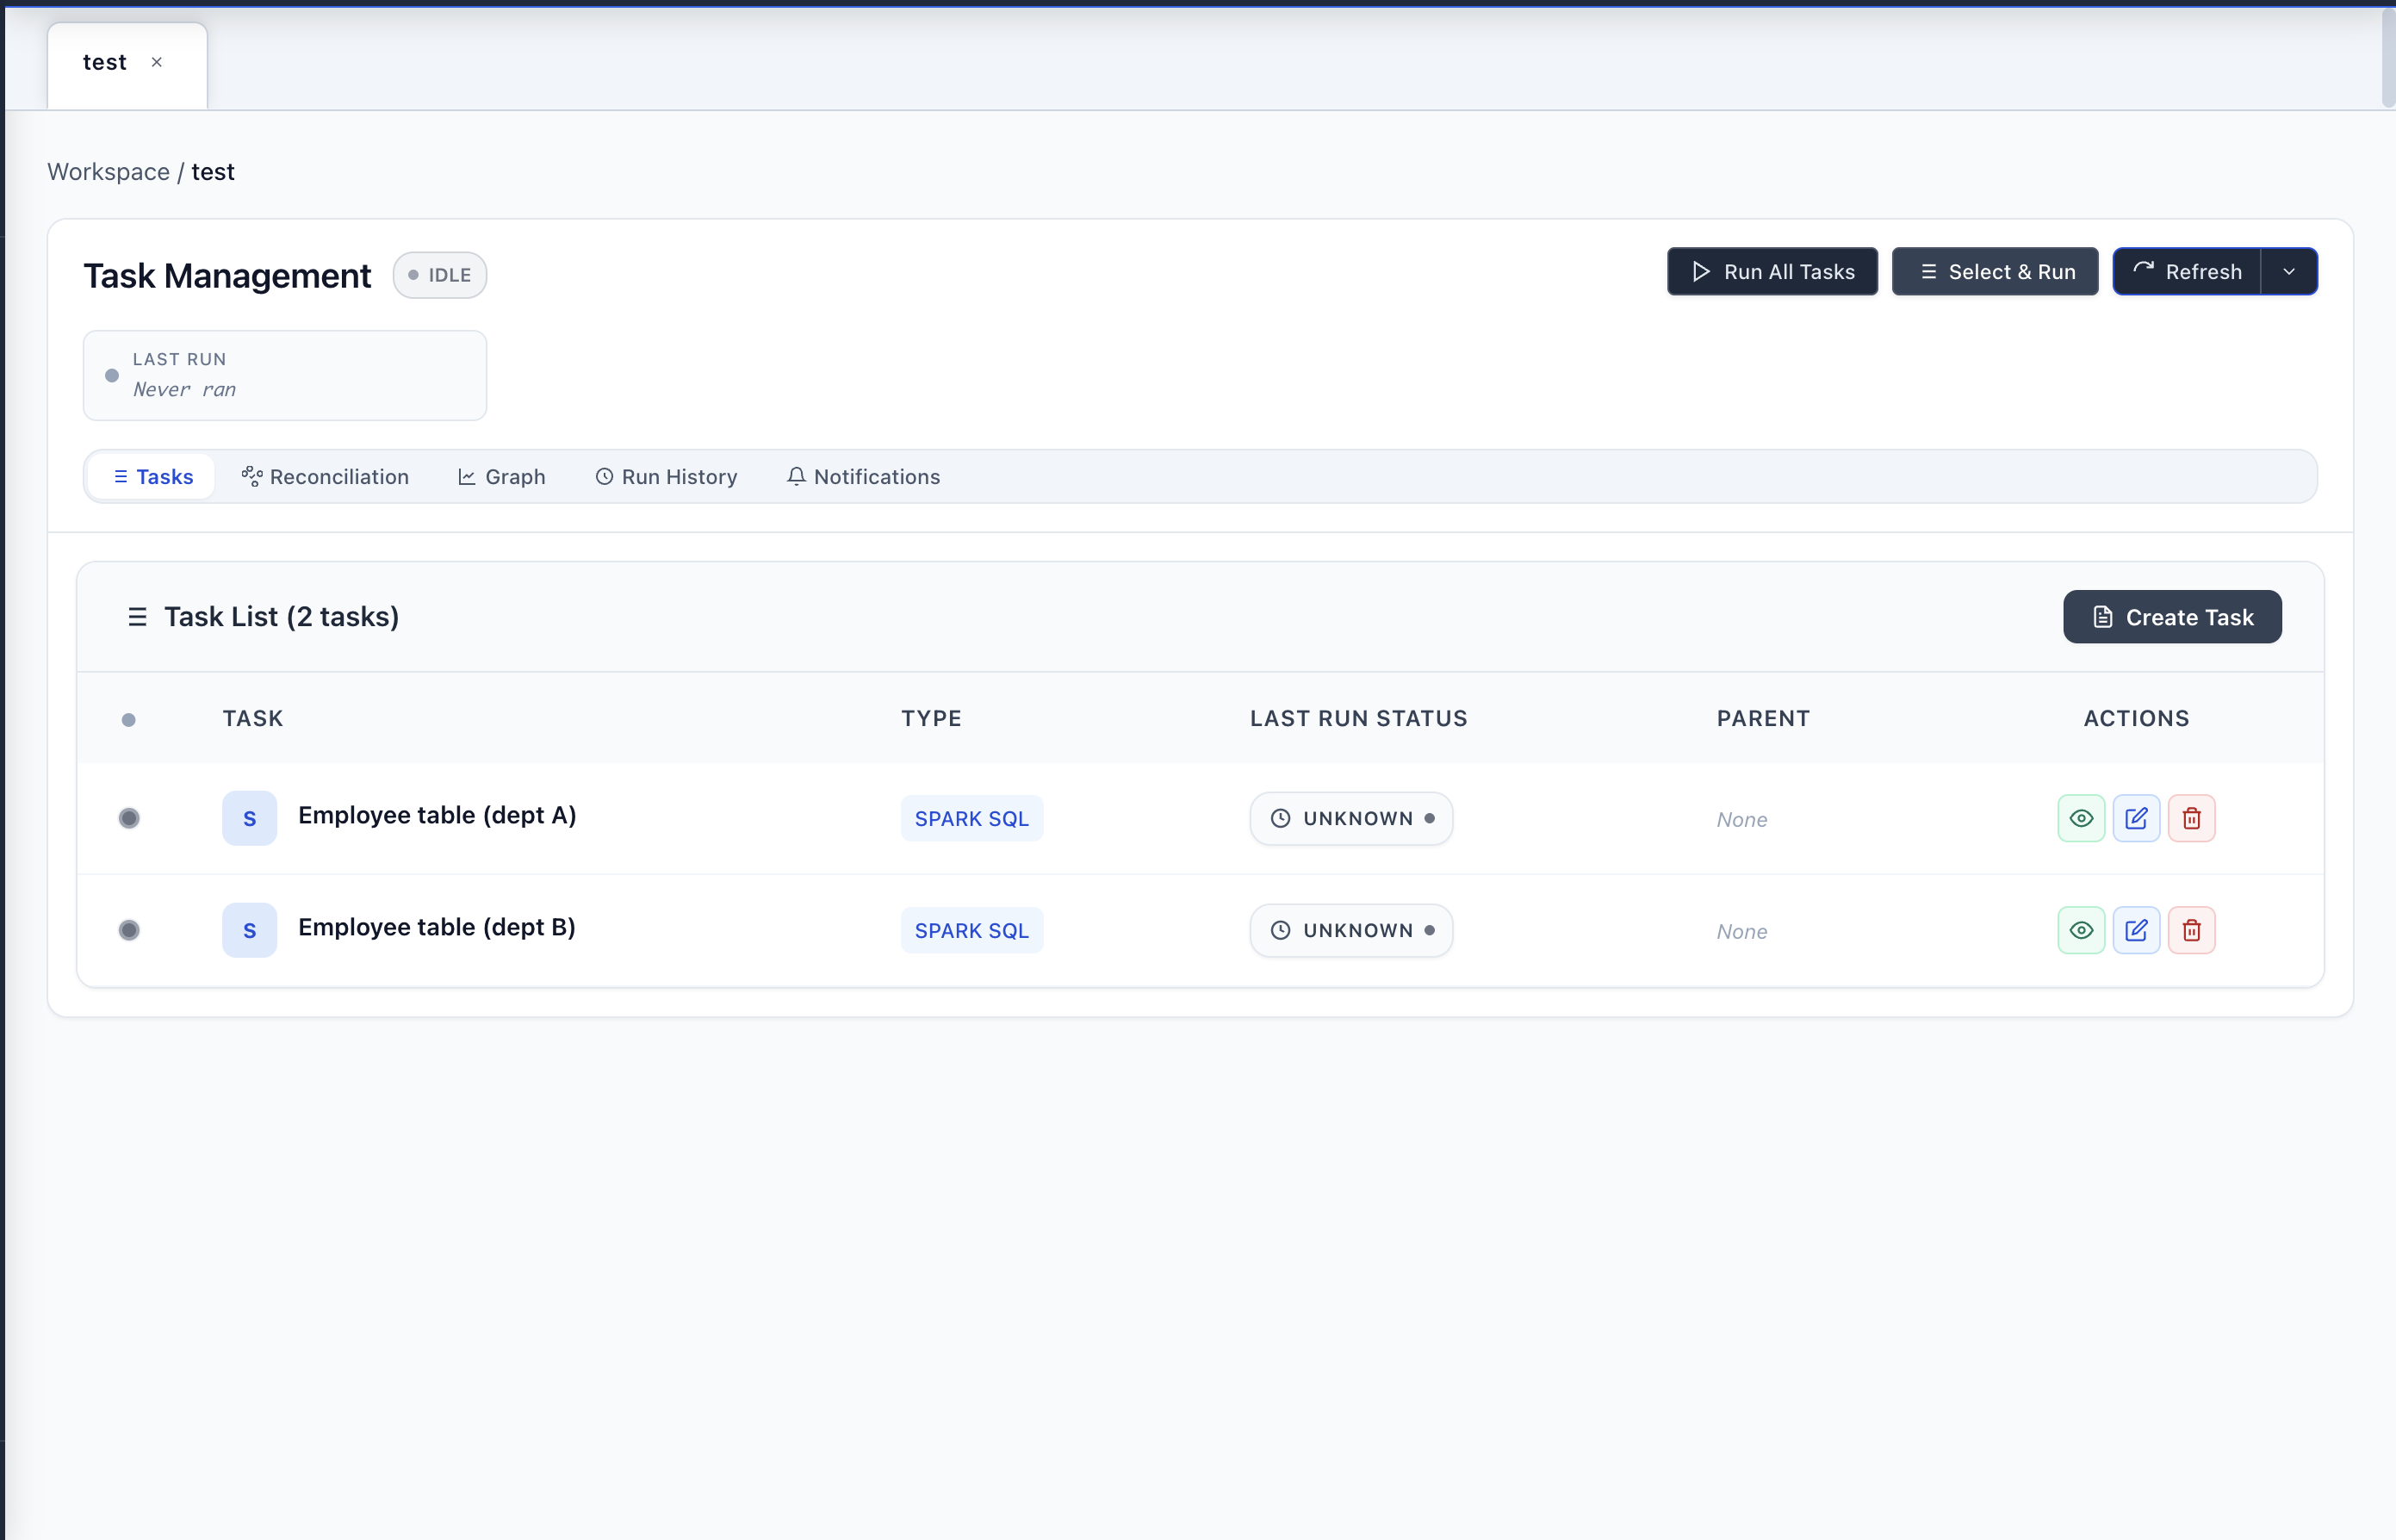 test ×
Workspace / test
Task Management IDLE Run All Tasks Select & Run Refresh
LAST RUN
Never ran
Tasks Reconciliation Graph Run History Notifications
Task List (2 tasks) Create Task
TASK TYPE LAST RUN STATUS PARENT ACTIONS
S Employee table (dept A) SPARK SQL UNKNOWN None
S Employee table (dept B) SPARK SQL UNKNOWN None